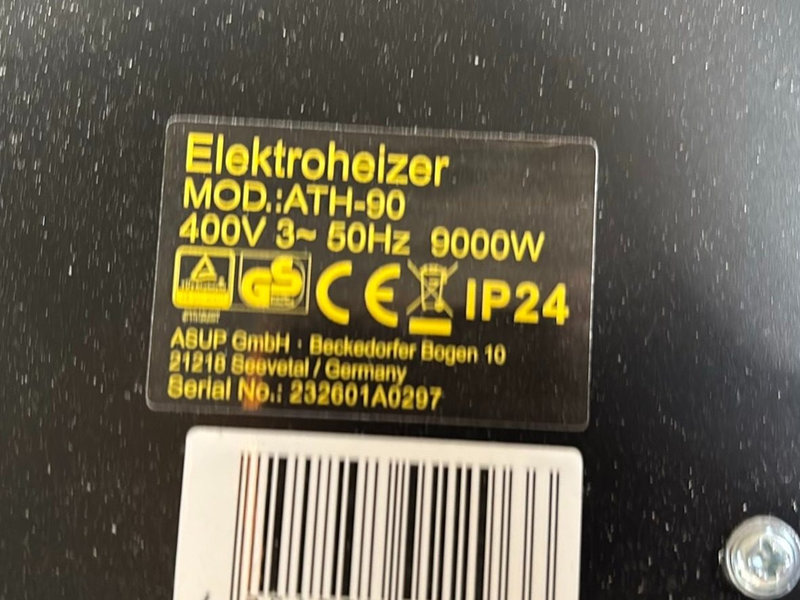 Elektroheizer
MOD.:ATH-90
400V 3~ 50Hz 9000W
GS CE IP24
ASUP GmbH · Beckedorfer Bogen 10
21218 Seevetal / Germany
Serial No.: 232601A0297